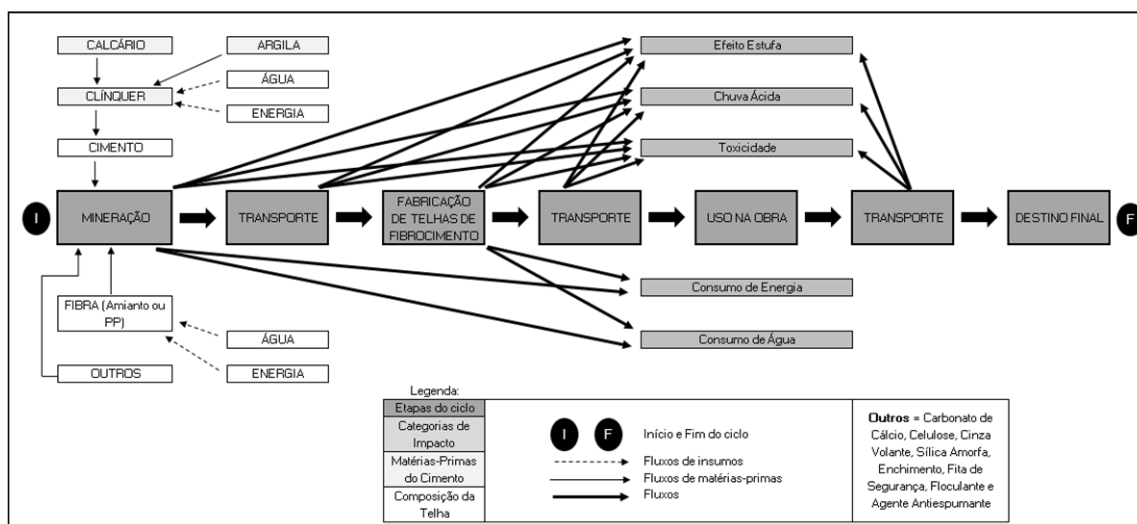 CALCÁRIO
ARGILA
Efeito Estufa
ÁGUA
CLÍNQUER
Chuva Ácida
ENERGIA
CIMENTO
Toxicidade
I
MINERAÇÃO
TRANSPORTE
FABRICAÇÃO
DE TELHAS DE
FIBROCIMENTO
TRANSPORTE
USO NA OBRA
TRANSPORTE
DESTINO FINAL
F
FIBRA (Amianto ou
PP)
Consumo de Energia
ÁGUA
Consumo de Água
OUTROS
ENERGIA
Legenda:
Etapas do ciclo
Categorias de
Impacto
Matérias-Primas
do Cimento
Composição da
Telha
I
F
Início e Fim do ciclo
Fluxos de insumos
Fluxos de matérias-primas
Fluxos
Outros = Carbonato de
Cálcio, Celulose, Cinza
Volante, Sílica Amorfa,
Enchimento, Fita de
Segurança, Floculante e
Agente Antiespumante